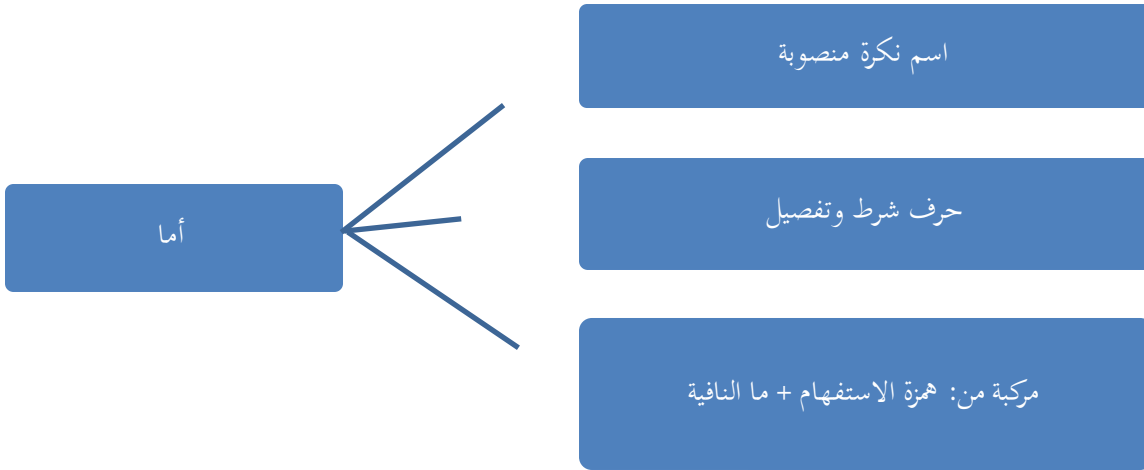 اسم نكرة منصوبة
حرف شرط وتفصيل
أما
مركبة من: همزة الاستفهام + ما النافية